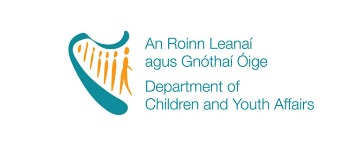 An Roinn Leanaí
agus Gnóthaí Óige
Department of
Children and Youth Affairs